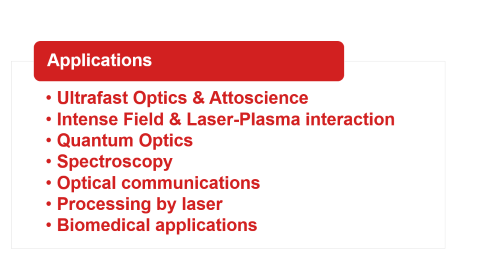 Applications
• Ultrafast Optics & Attoscience
• Intense Field & Laser-Plasma interaction
• Quantum Optics
• Spectroscopy
• Optical communications
• Processing by laser
• Biomedical applications